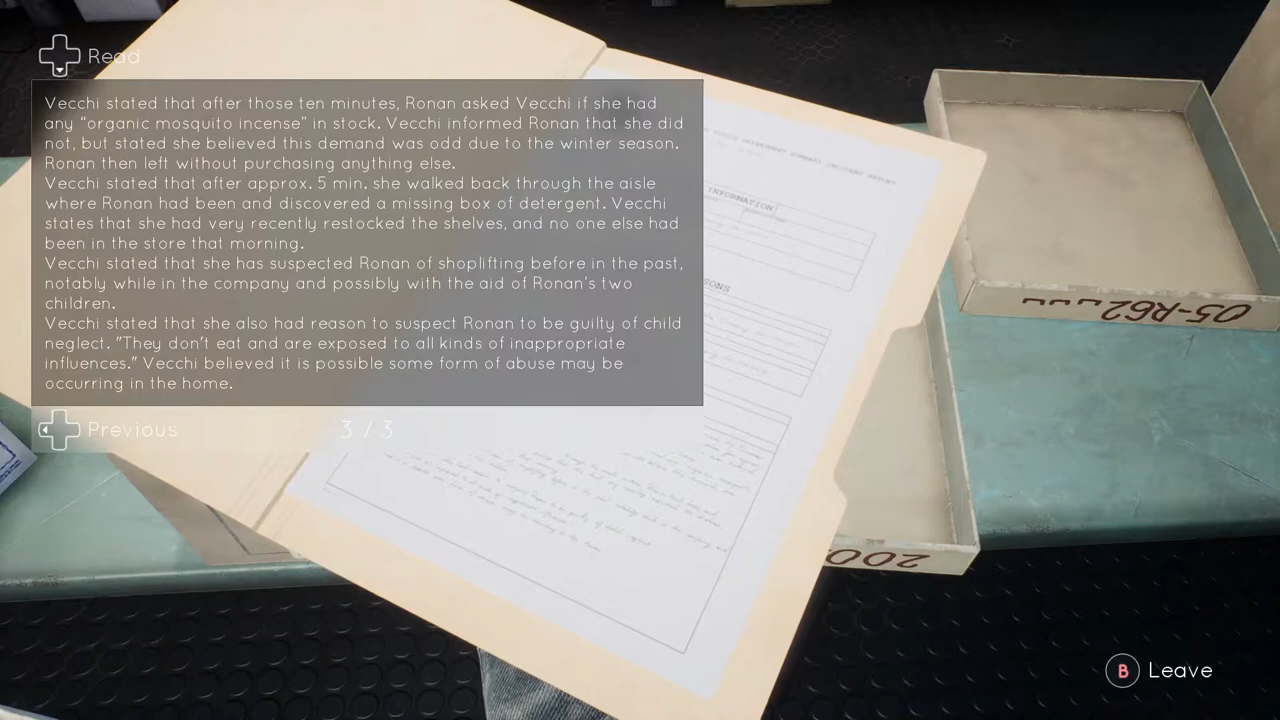 Read
Vecchi stated that after those ten minutes, Ronan asked Vecchi if she had
any "organic mosquito incense" in stock. Vecchi informed Ronan that she did
not, but stated she believed this demand was odd due to the winter season.
Ronan then left without purchasing anything else.
Vecchi stated that after approx. 5 min. she walked back through the aisle
where Ronan had been and discovered a missing box of detergent. Vecchi
states that she had very recently restocked the shelves, and no one else had
been in the store that morning.
Vecchi stated that she has suspected Ronan of shoplifting before in the past,
notably while in the company and possibly with the aid of Ronan's two
children.
Vecchi stated that she also had reason to suspect Ronan to be guilty of child
neglect. "They don't eat and are exposed to all kinds of inappropriate
influences." Vecchi believed it is possible some form of abuse may be
occurring in the home.
Previous
3 / 3
INFORMATION
05-R62
200
B Leave